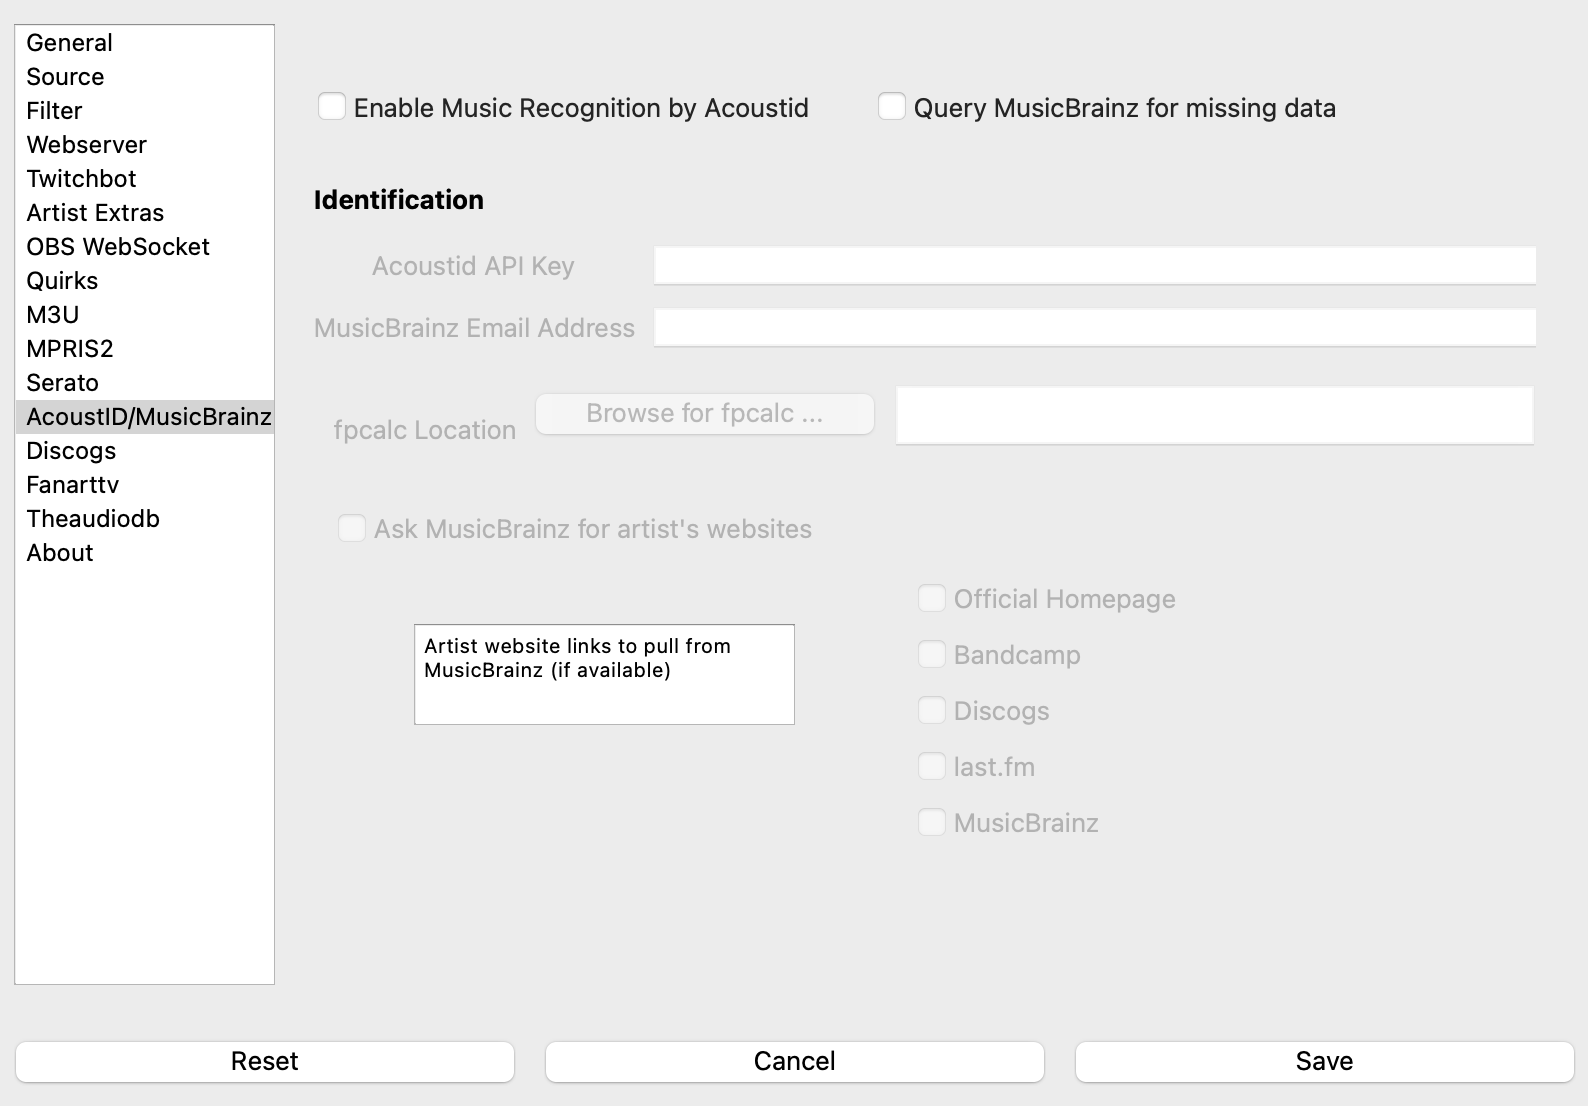 General
Source
Filter
Webserver
Twitchbot
Artist Extras
OBS WebSocket
Quirks
M3U
MPRIS2
Serato
AcoustID/MusicBrainz
Discogs
Fanarttv
Theaudiodb
About
Enable Music Recognition by Acoustid
Query MusicBrainz for missing data
Identification
Acoustid API Key
MusicBrainz Email Address
fpcalc Location
Browse for fpcalc ...
Ask MusicBrainz for artist's websites
Artist website links to pull from
MusicBrainz (if available)
Official Homepage
Bandcamp
Discogs
last.fm
MusicBrainz
Reset
Cancel
Save